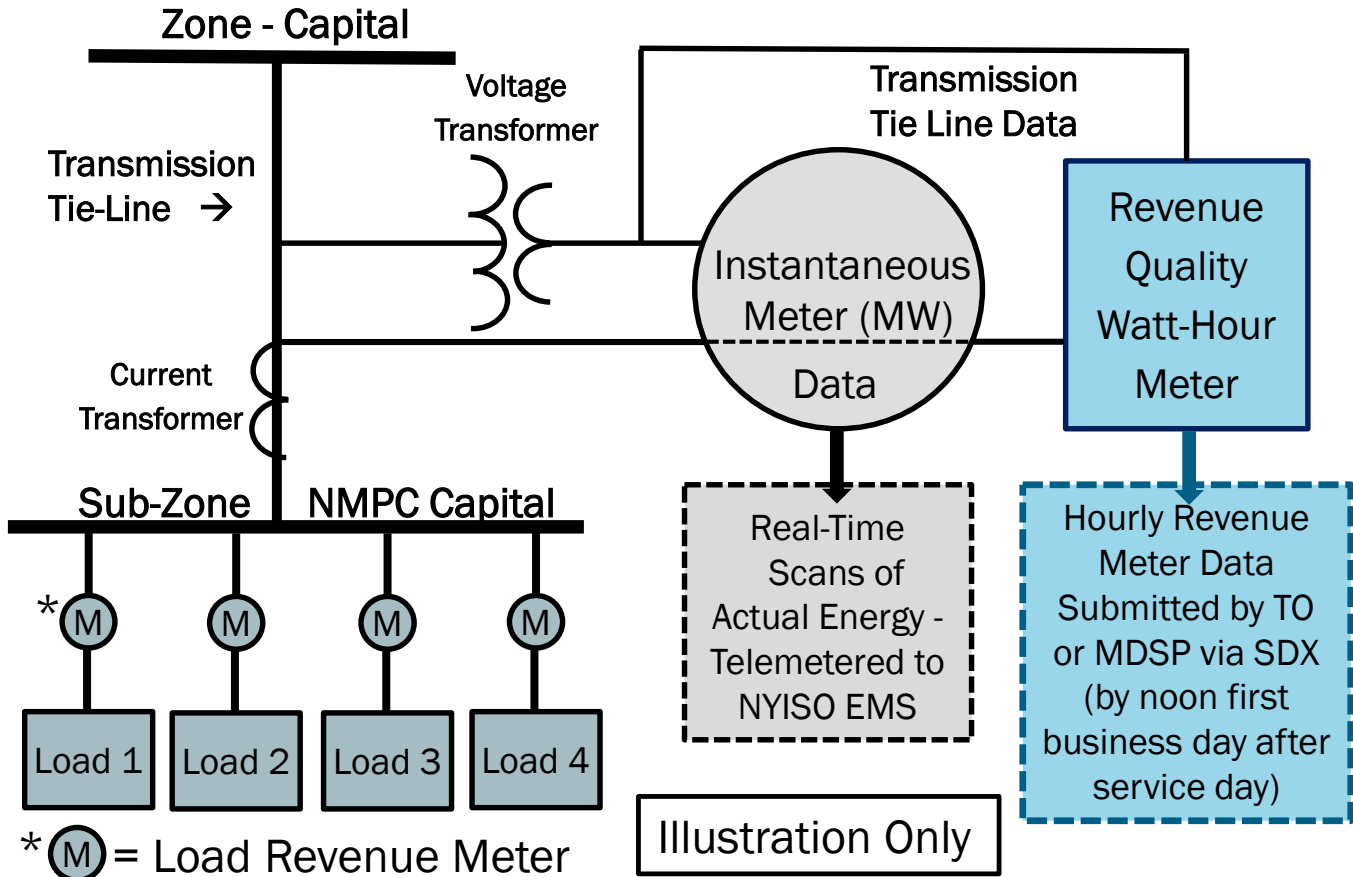 Zone - Capital
Voltage
Transformer
Transmission
Tie Line Data
Transmission
Tie-Line →
Revenue
Quality
Watt-Hour
Meter
Instantaneous
Meter (MW)
Data
Current
Transformer
Sub-Zone NMPC Capital
* M M M M
Load 1 Load 2 Load 3 Load 4
* M = Load Revenue Meter
Real-Time
Scans of
Actual Energy -
Telemetered to
NYISO EMS
Hourly Revenue
Meter Data
Submitted by TO
or MDSP via SDX
(by noon first
business day after
service day)
Illustration Only